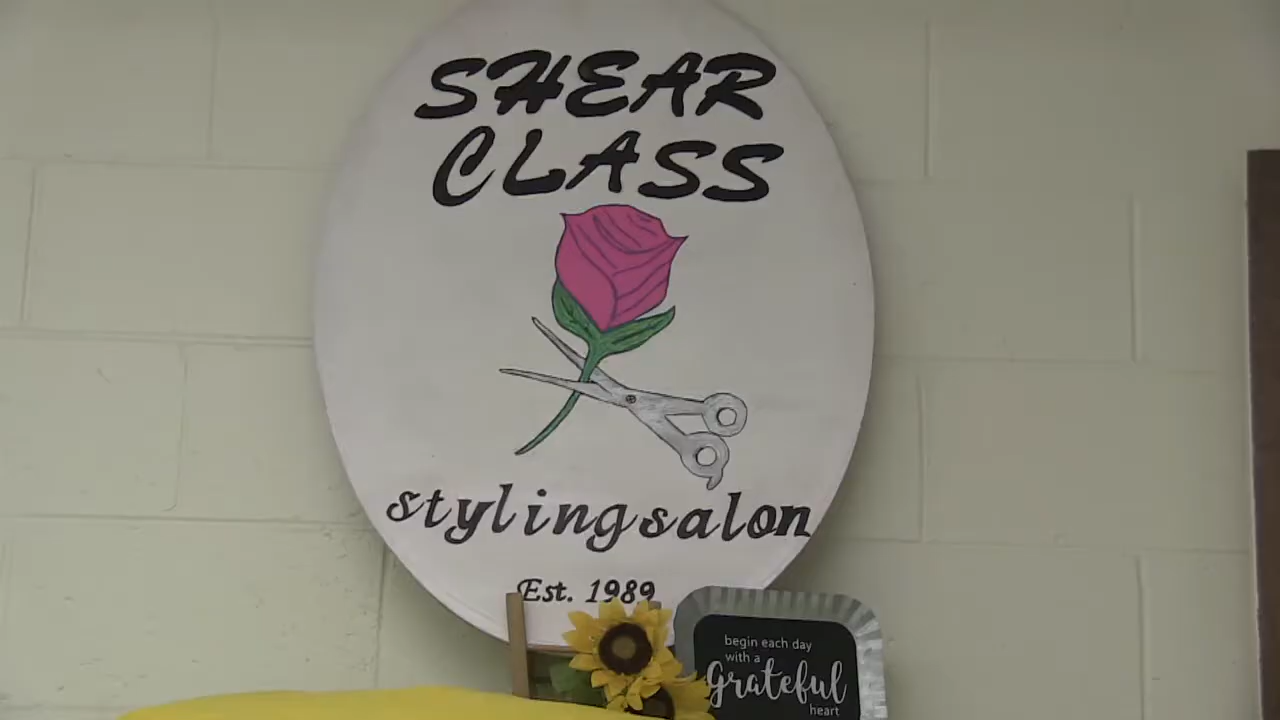 SHEAR
CLASS
stylingsalon
Est. 1989
begin each day
with a
Grateful
heart